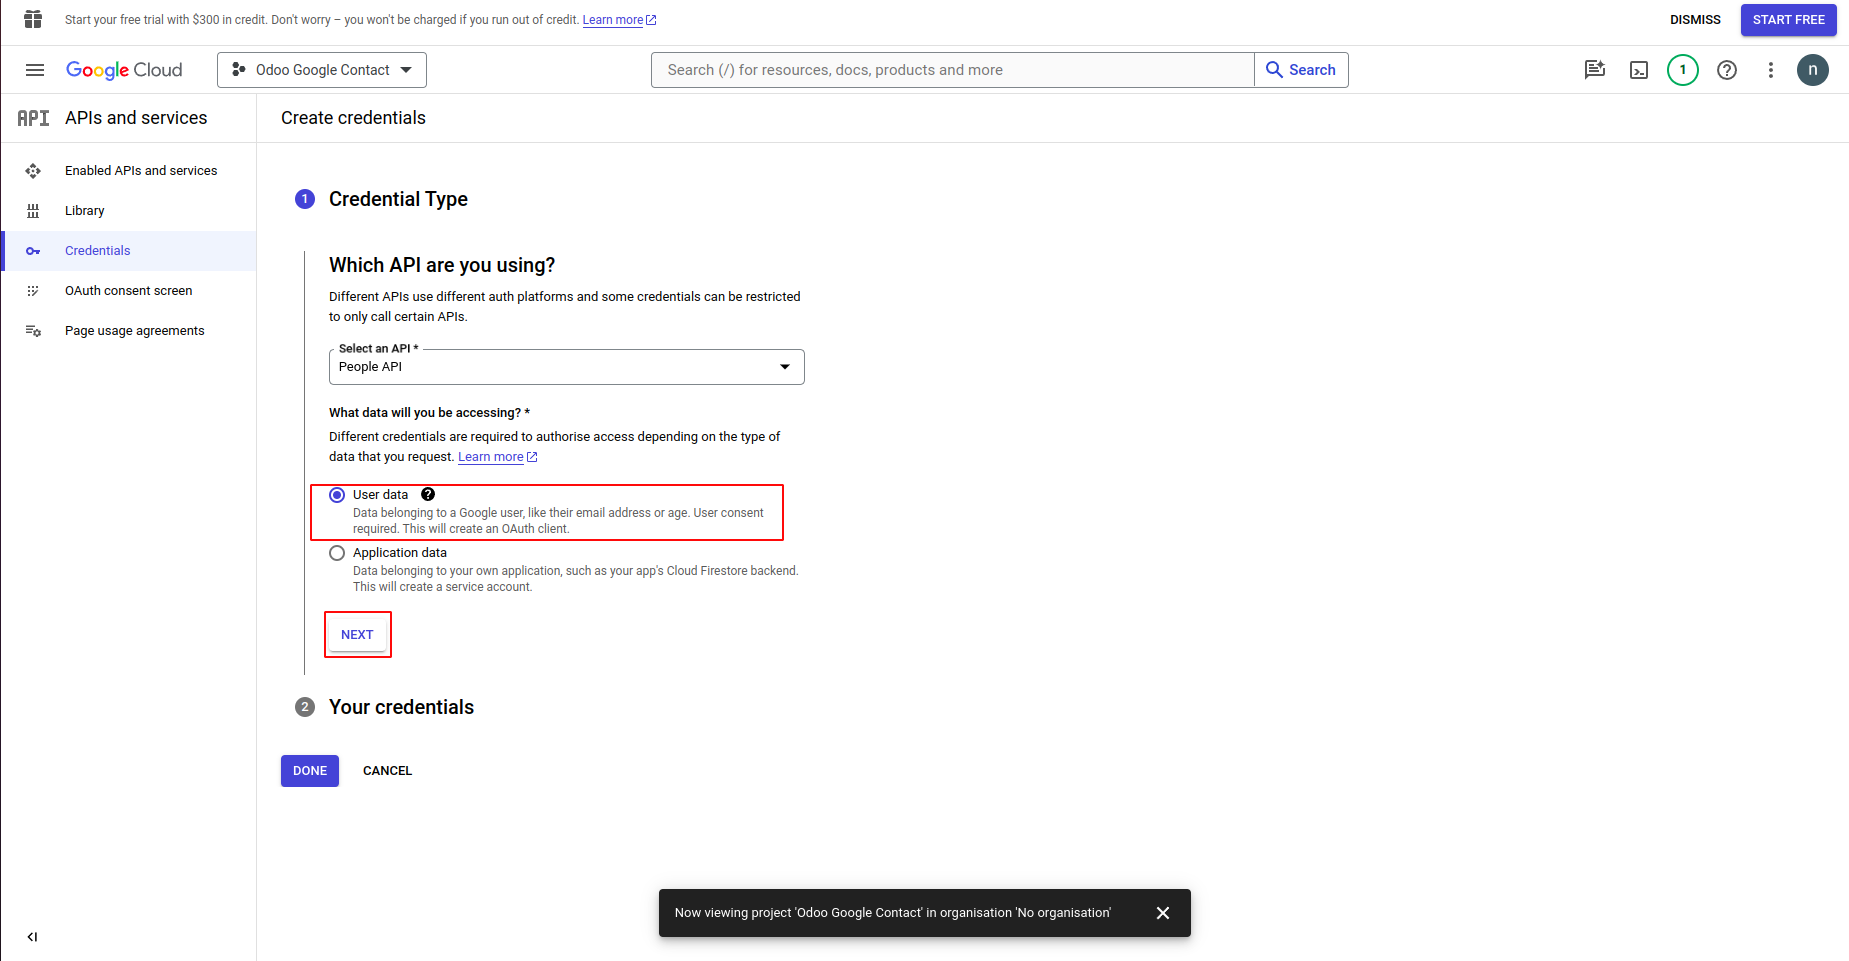 Start your free trial with $300 in credit. Don't worry – you won't be charged if you run out of credit. Learn more
DISMISS
START FREE
Google Cloud
Odoo Google Contact
Search (/) for resources, docs, products and more
Search
1
n
API
APIs and services
Create credentials
Enabled APIs and services
Library
Credentials
OAuth consent screen
Page usage agreements
1
Credential Type
Which API are you using?
Different APIs use different auth platforms and some credentials can be restricted
to only call certain APIs.
Select an API *
People API
What data will you be accessing? *
Different credentials are required to authorise access depending on the type of
data that you request. Learn more
User data
Data belonging to a Google user, like their email address or age. User consent
required. This will create an OAuth client.
Application data
Data belonging to your own application, such as your app's Cloud Firestore backend.
This will create a service account.
NEXT
2
Your credentials
DONE
CANCEL
Now viewing project 'Odoo Google Contact' in organisation 'No organisation'